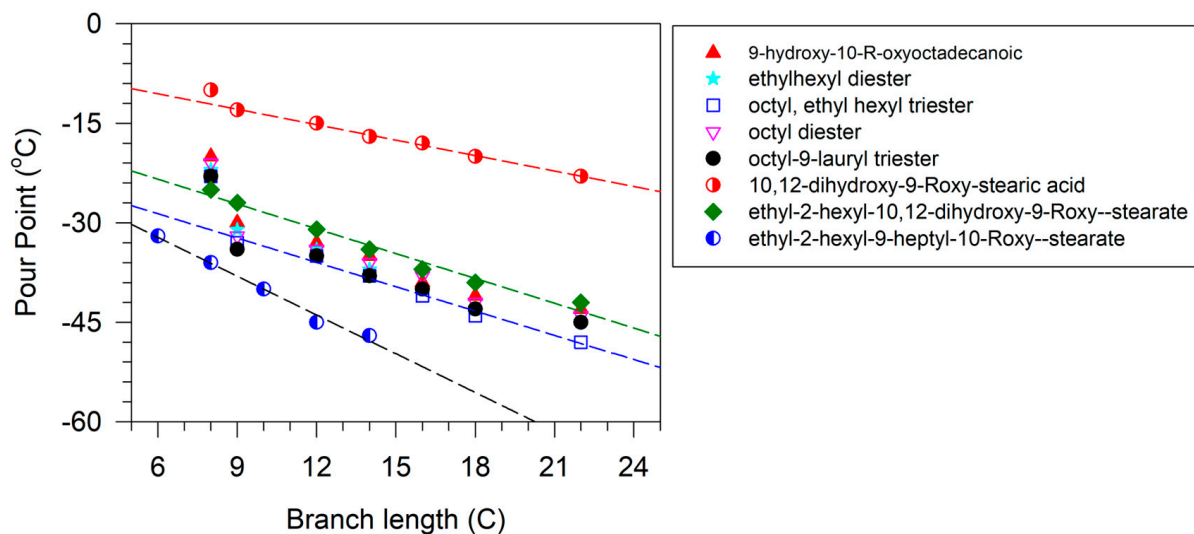 0
-15
-30
-45
-60
Pour Point (°C)
6 9 12 15 18 21 24
Branch length (C)
9-hydroxy-10-R-oxyoctadecanoic
ethylhexyl diester
octyl, ethyl hexyl triester
octyl diester
octyl-9-lauryl triester
10,12-dihydroxy-9-Roxy-stearic acid
ethyl-2-hexyl-10,12-dihydroxy-9-Roxy--stearate
ethyl-2-hexyl-9-heptyl-10-Roxy--stearate